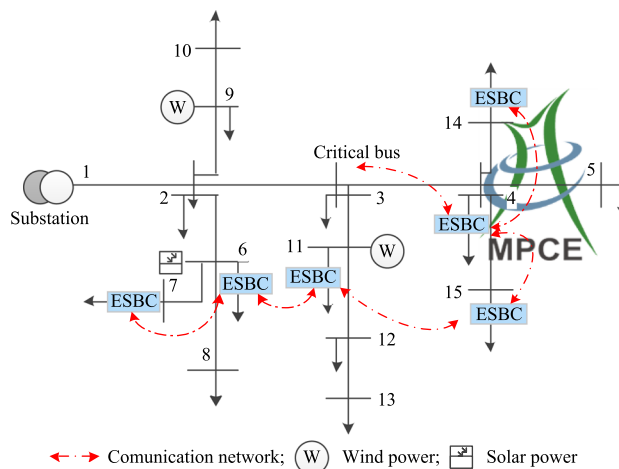 10
ESBC
W
9
14
Critical bus
1
5
2
3
4
Substation
ESBC
6
11
W
MPCE
7
ESBC
ESBC
ESBC
15
ESBC
8
12
13
Comunication network; W Wind power; Solar power